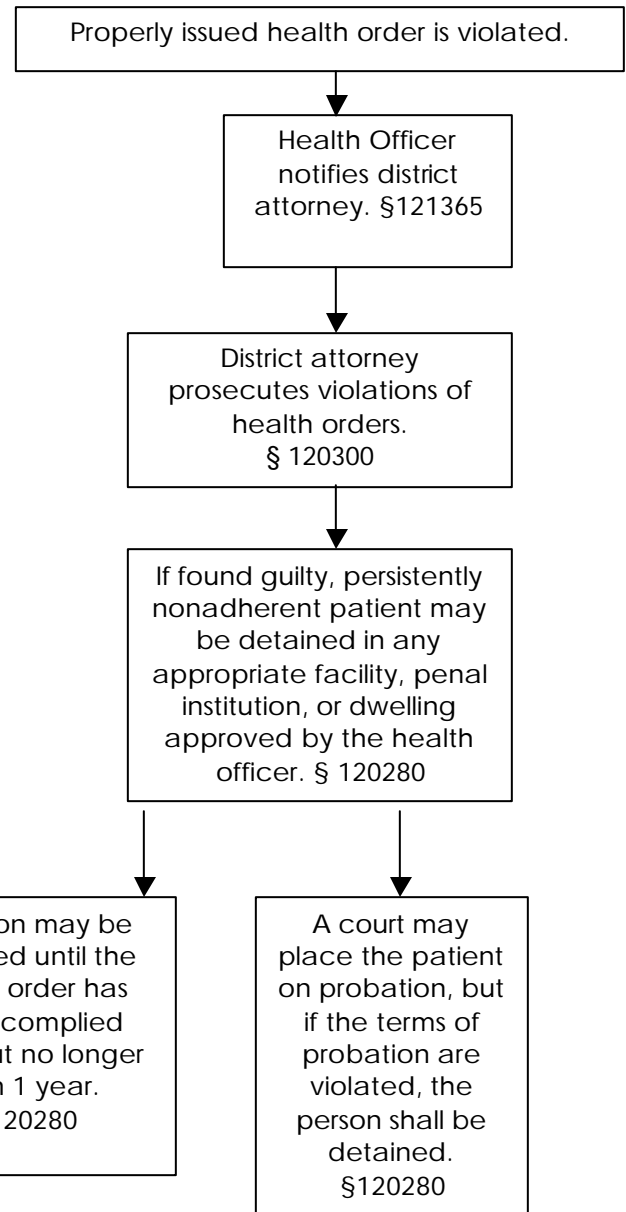 Properly issued health order is violated.
Health Officer
notifies district
attorney. §121365
District attorney
prosecutes violations of
health orders.
§ 120300
If found guilty, persistently
nonadherent patient may
be detained in any
appropriate facility, penal
institution, or dwelling
approved by the health
officer. § 120280
may be
until the
order has
complied
no longer
1 year.
20280
A court may
place the patient
on probation, but
if the terms of
probation are
violated, the
person shall be
detained.
§120280